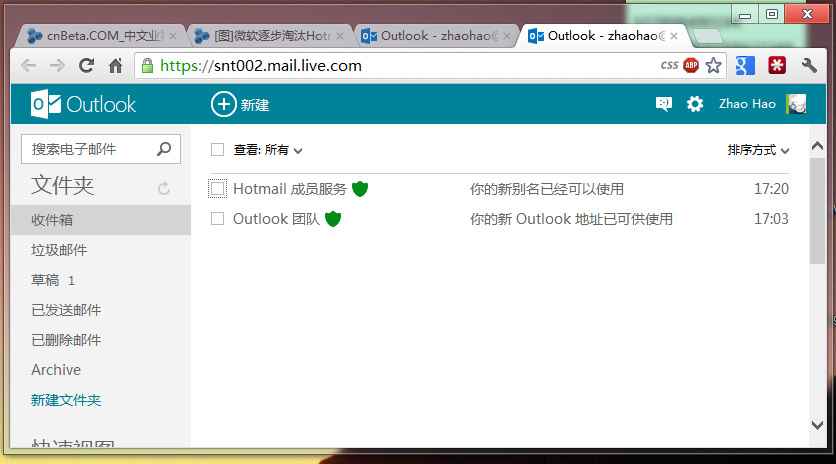 cnBeta.COM_中文业
[图]微软逐步淘汰Hotm
Outlook - zhaohao@
Outlook - zhaohao@
https://snt002.mail.live.com
CSS
ABP
Outlook
新建
Zhao Hao
搜索电子邮件
查看: 所有
排序方式
文件夹
收件箱
垃圾邮件
草稿 1
已发送邮件
已删除邮件
Archive
新建文件夹
快速视图
Hotmail 成员服务 你的新别名已经可以使用 17:20
Outlook 团队 你的新 Outlook 地址已可供使用 17:03